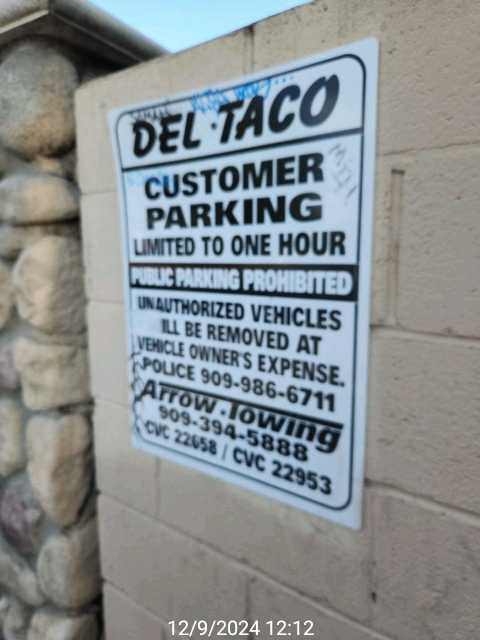 DEL TACO
CUSTOMER
PARKING
LIMITED TO ONE HOUR
PUBLIC PARKING PROHIBITED
UNAUTHORIZED VEHICLES
ILL BE REMOVED AT
VEHICLE OWNER'S EXPENSE.
POLICE 909-986-6711
Arrow Towing
909-394-5888
CVC 22658 / CVC 22953
12/9/2024 12:12